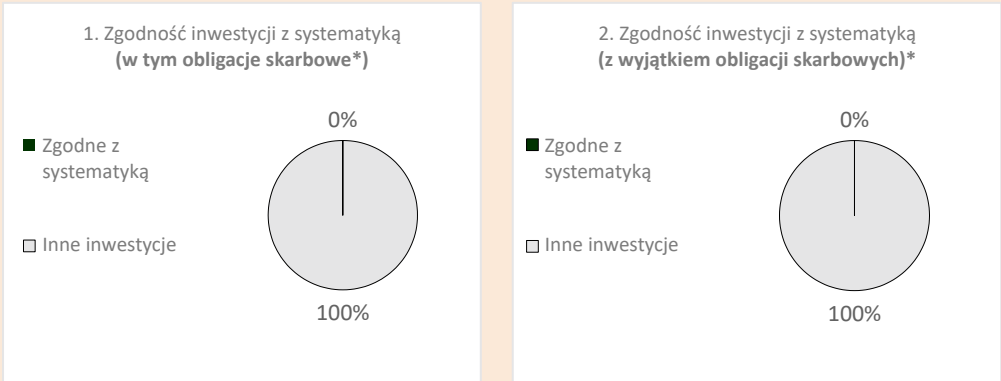 1. Zgodność inwestycji z systematyką
(w tym obligacje skarbowe*)
0%
Zgodne z
systematyką
Inne inwestycje
100%
2. Zgodność inwestycji z systematyką
(z wyjątkiem obligacji skarbowych)*
0%
Zgodne z
systematyką
Inne inwestycje
100%